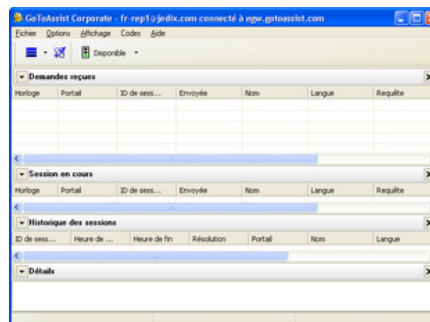 GoToAssist Corporate - fr-rep1@jedix.com connecté à egw.gotoassist.com
Fichier Options Affichage Codes Aide
Disponible
Demandes reçues
Horloge Portail ID de sess... Envoyée Nom Langue Requête
Session en cours
Horloge Portail ID de sess... Envoyée Nom Langue Requête
Historique des sessions
ID de sess... Heure de ... Heure de fin Résolution Portail Nom Langue
Détails